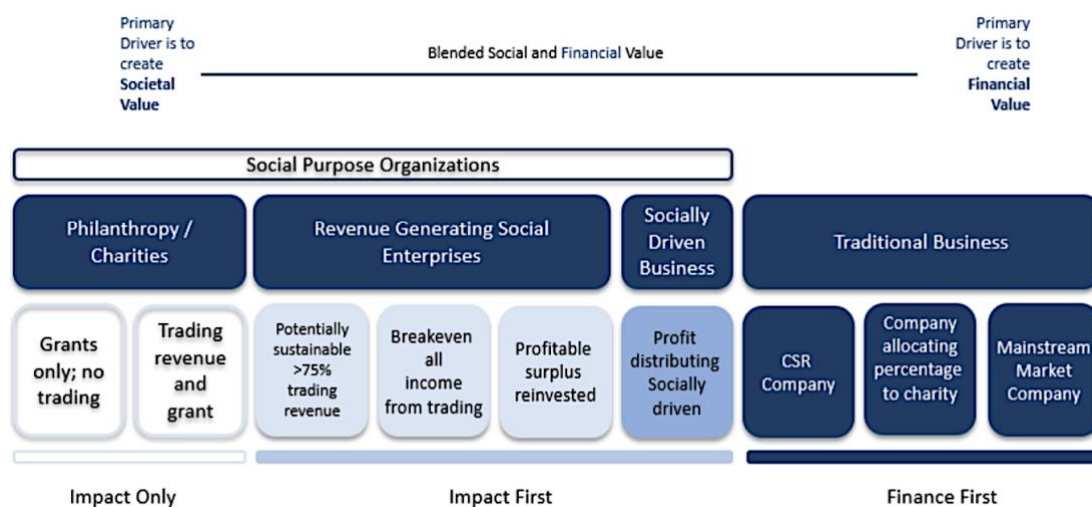 Primary
Driver is to
create
Societal
Value
Blended Social and Financial Value
Primary
Driver is to
create
Financial
Value
Social Purpose Organizations
Philanthropy /
Charities
Revenue Generating Social
Enterprises
Socially
Driven
Business
Traditional Business
Grants
only; no
trading
Trading
revenue
and
grant
Potentially
sustainable
>75%
trading
revenue
Breakeven
all
income
from trading
Profitable
surplus
reinvested
Profit
distributing
Socially
driven
CSR
Company
Company
allocating
percentage
to charity
Mainstream
Market
Company
Impact Only
Impact First
Finance First